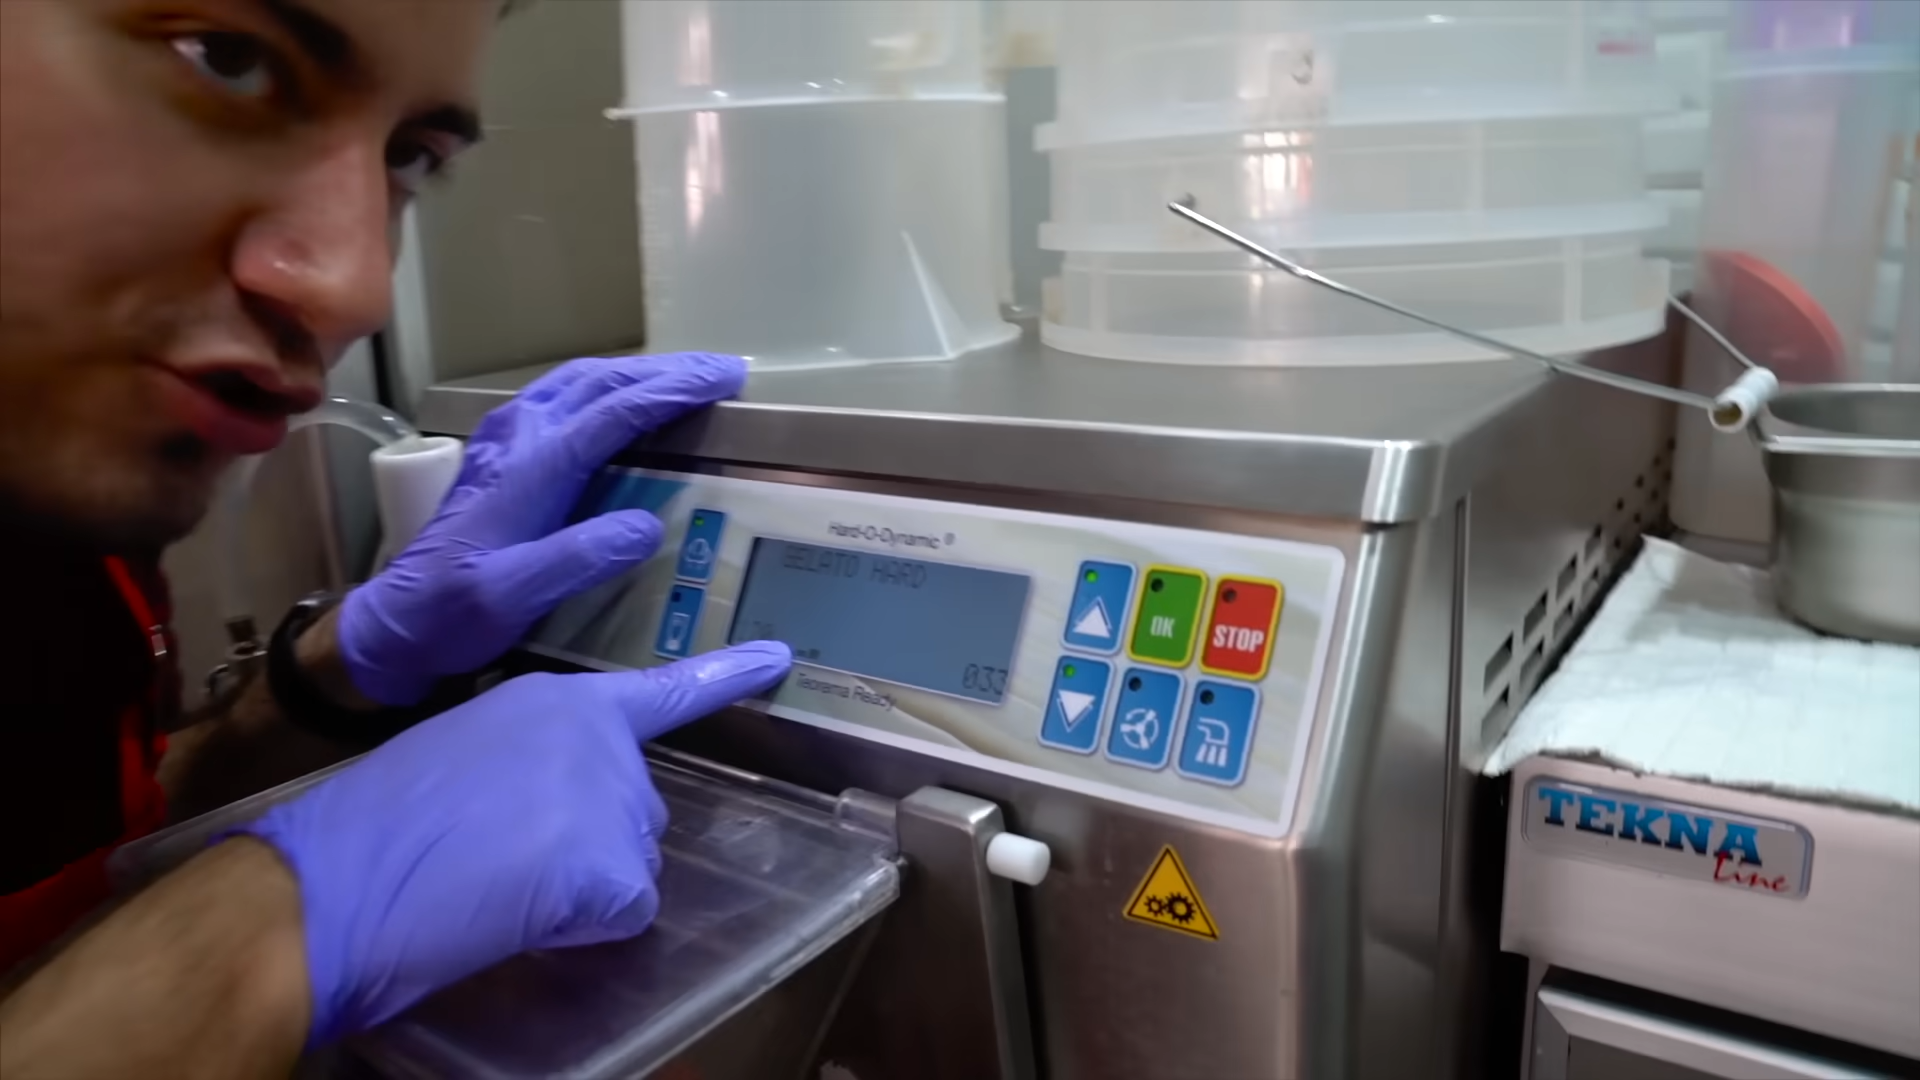 Hard-O-Dynamic ®
GELATO HARD
033
Teorema Ready
OK
STOP
TEKNA
Line